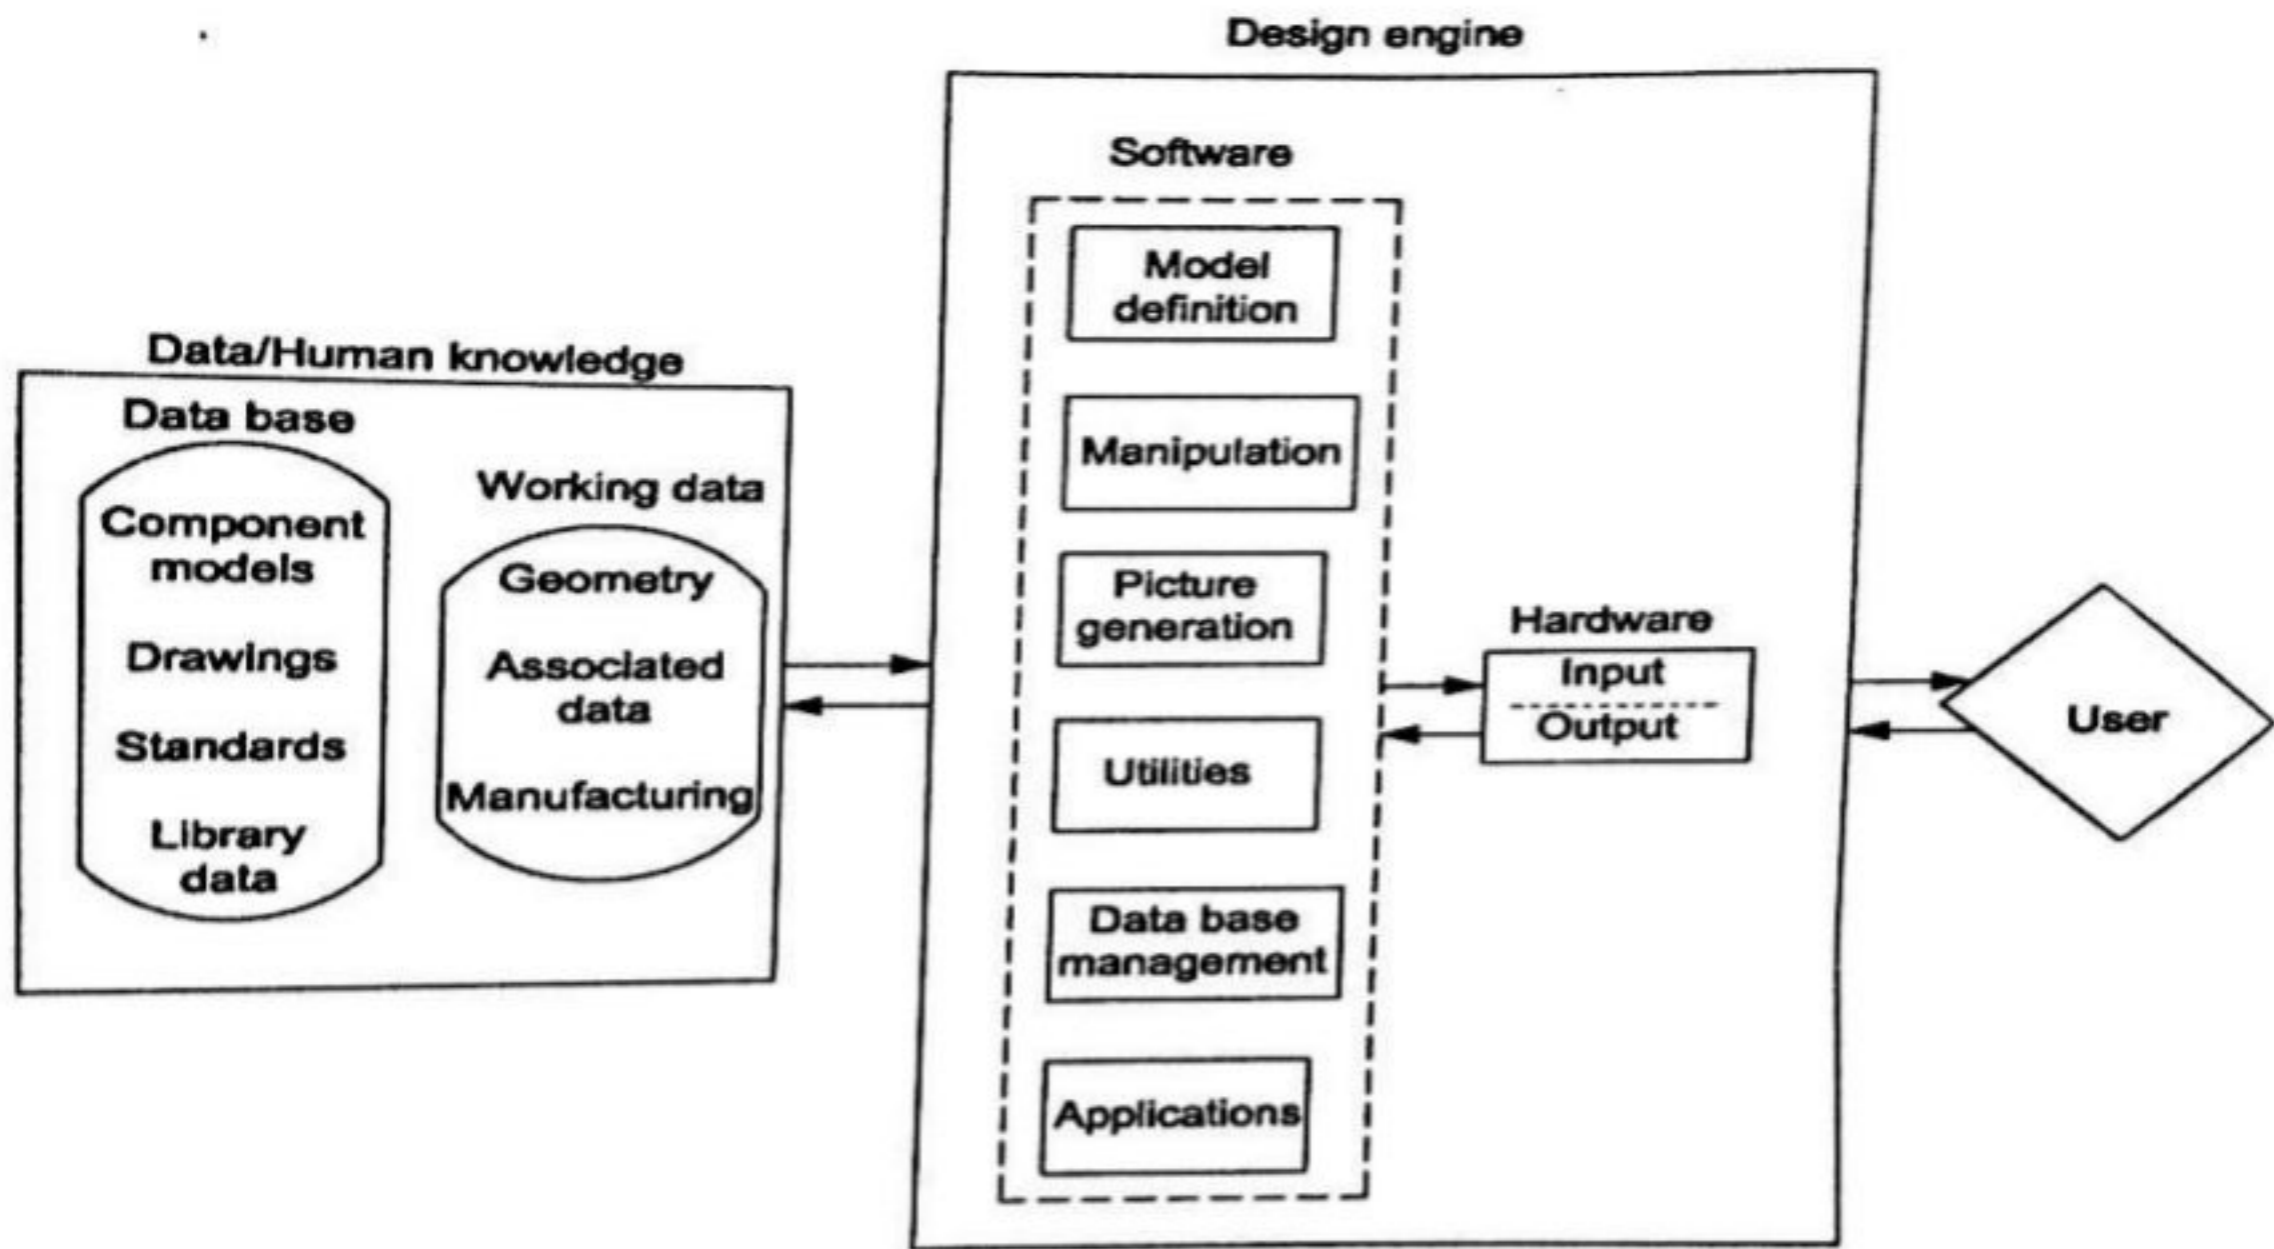 Design engine
Software
Model
definition
Manipulation
Picture
generation
Utilities
Data base
management
Applications
Data/Human knowledge
Data base
Component
models
Drawings
Standards
Library
data
Working data
Geometry
Associated
data
Manufacturing
Hardware
Input
Output
User